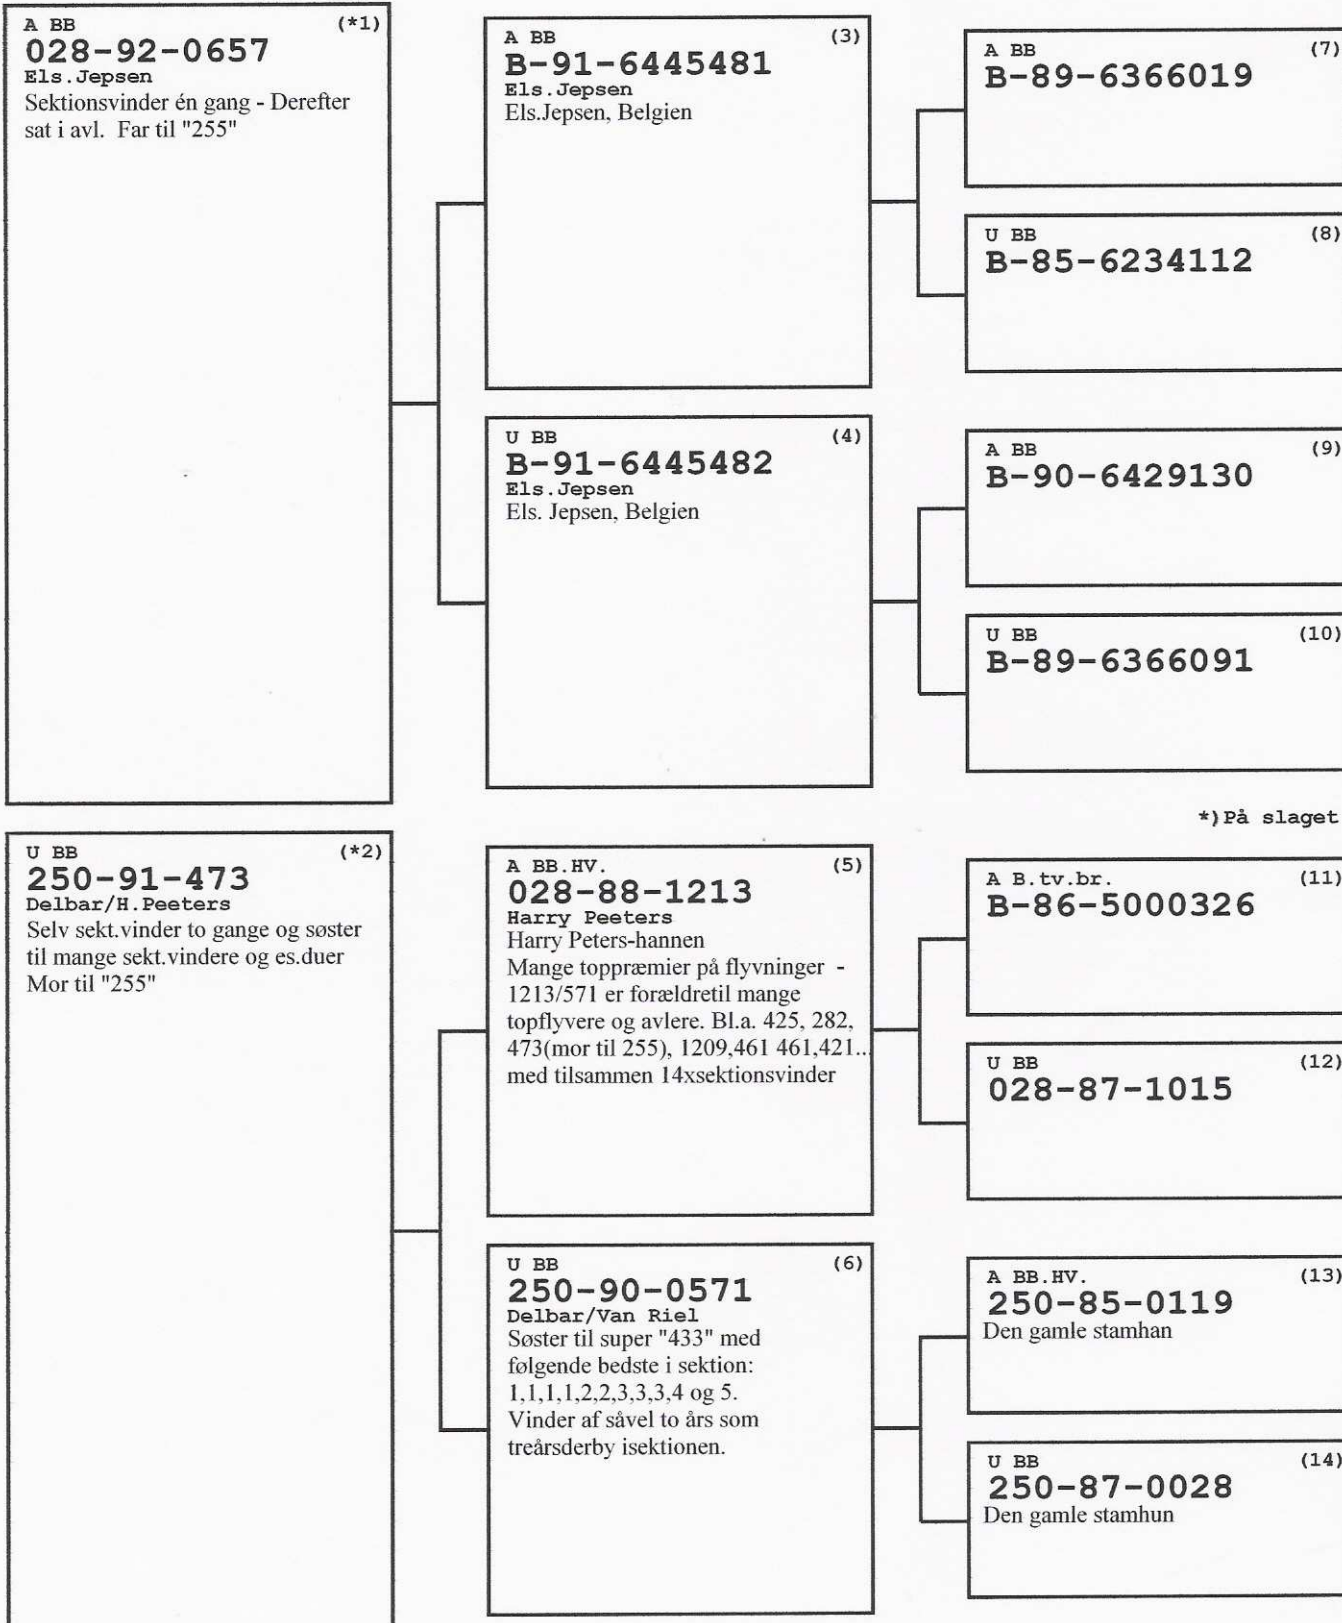 A BB (*1)
028-92-0657
Els.Jepsen
Sektionsvinder én gang - Derefter
sat i avl. Far til "255"
A BB (3)
B-91-6445481
Els.Jepsen
Els.Jepsen, Belgien
A BB (7)
B-89-6366019
U BB (8)
B-85-6234112
U BB (4)
B-91-6445482
Els.Jepsen
Els. Jepsen, Belgien
A BB (9)
B-90-6429130
U BB (10)
B-89-6366091
*)På slaget
U BB (*2)
250-91-473
Delbar/H.Peeters
Selv sekt.vinder to gange og søster
til mange sekt.vindere og es.duer
Mor til "255"
A BB.HV. (5)
028-88-1213
Harry Peeters
Harry Peters-hannen
Mange toppræmier på flyvninger -
1213/571 er forældretil mange
topflyvere og avlere. Bl.a. 425, 282,
473(mor til 255), 1209,461 461,421...
med tilsammen 14xsektionsvinder
A B.tv.br. (11)
B-86-5000326
U BB (12)
028-87-1015
U BB (6)
250-90-0571
Delbar/Van Riel
Søster til super "433" med
følgende bedste i sektion:
1,1,1,1,2,2,3,3,3,4 og 5.
Vinder af såvel to års som
treårsderby isektionen.
A BB.HV. (13)
250-85-0119
Den gamle stamhan
U BB (14)
250-87-0028
Den gamle stamhun